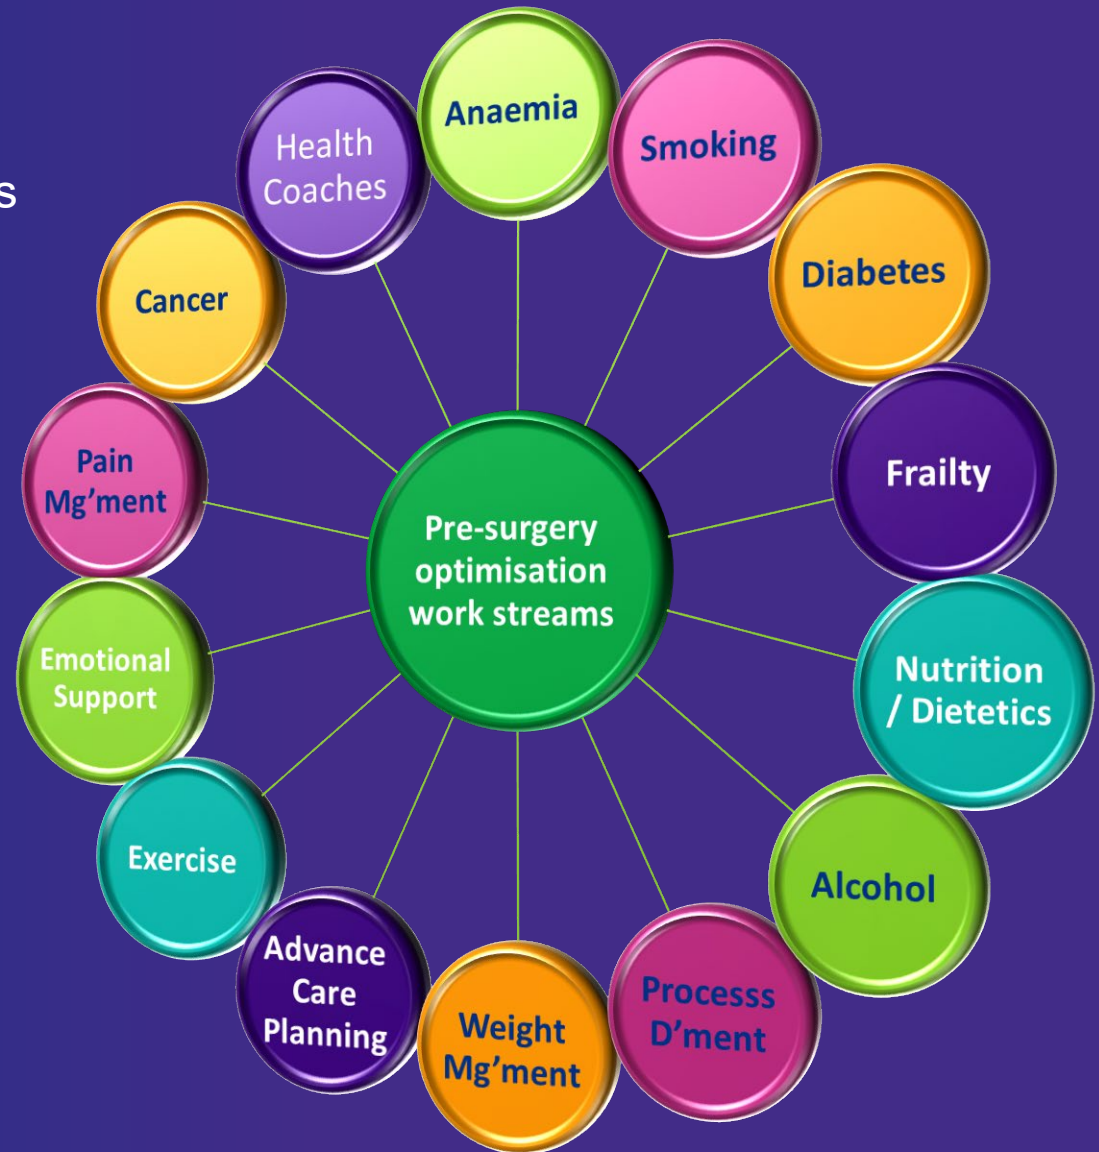 s
Anaemia
Smoking
Diabetes
Frailty
Nutrition
/ Dietetics
Alcohol
Processs
D’ment
Weight
Mg’ment
Advance
Care
Planning
Exercise
Emotional
Support
Pain
Mg’ment
Cancer
Health
Coaches
Pre-surgery
optimisation
work streams